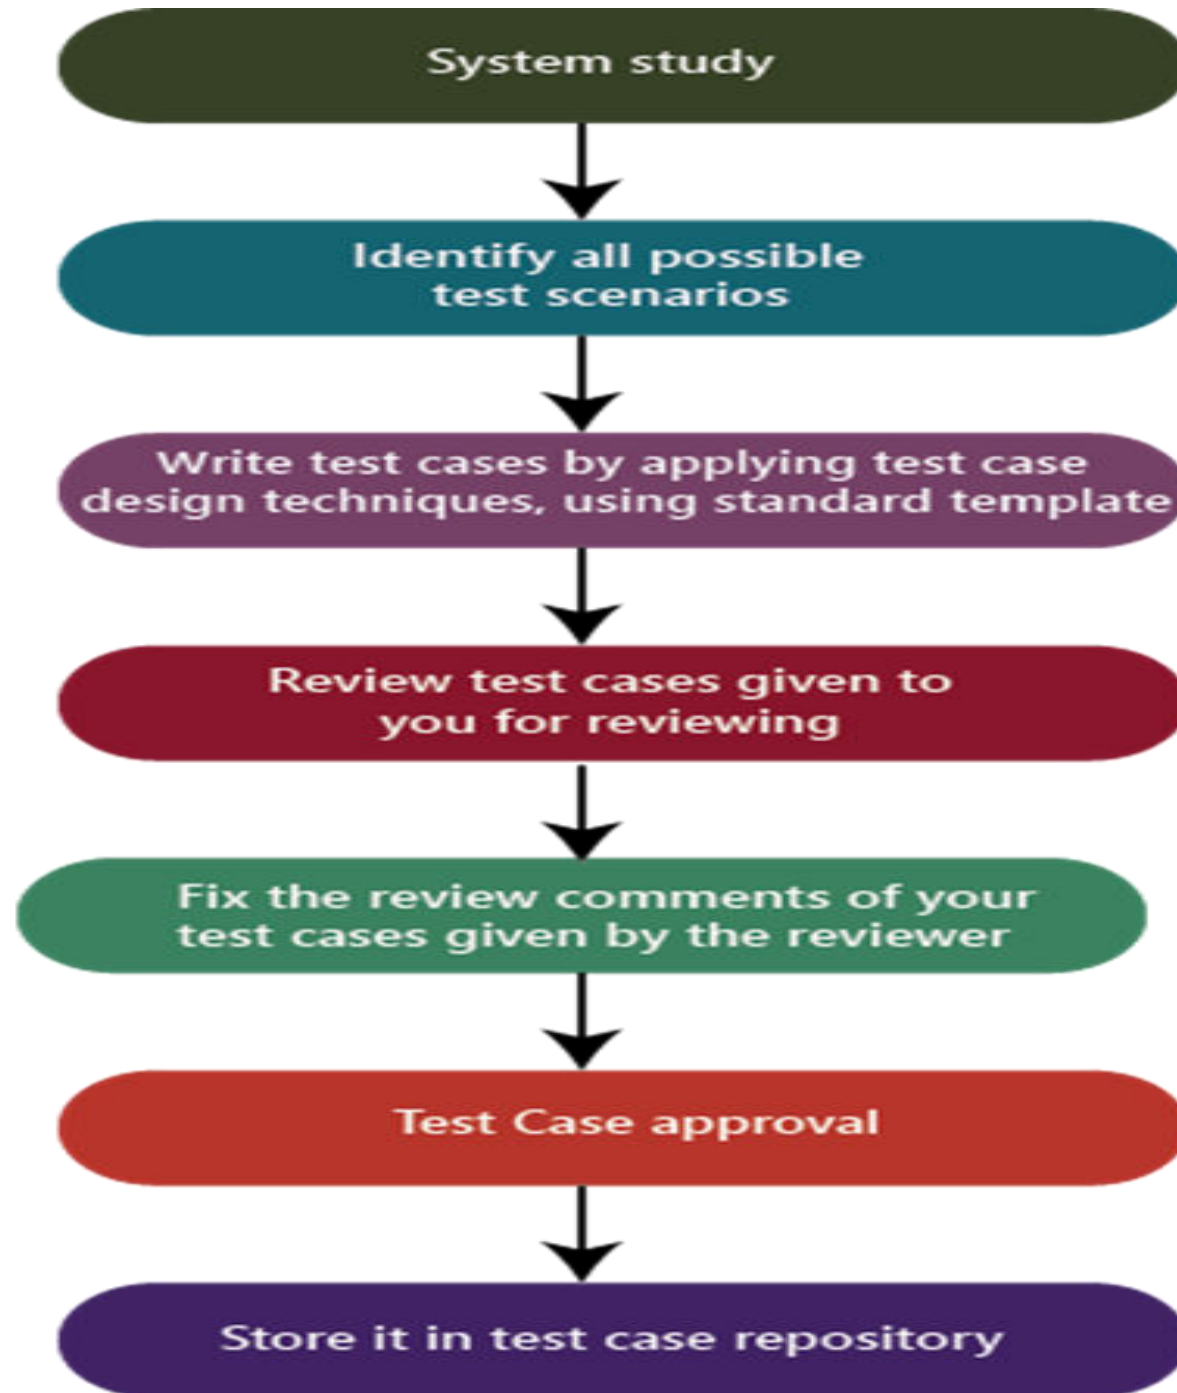 System study
Identify all possible
test scenarios
Write test cases by applying test case
design techniques, using standard template
Review test cases given to
you for reviewing
Fix the review comments of your
test cases given by the reviewer
Test Case approval
Store it in test case repository